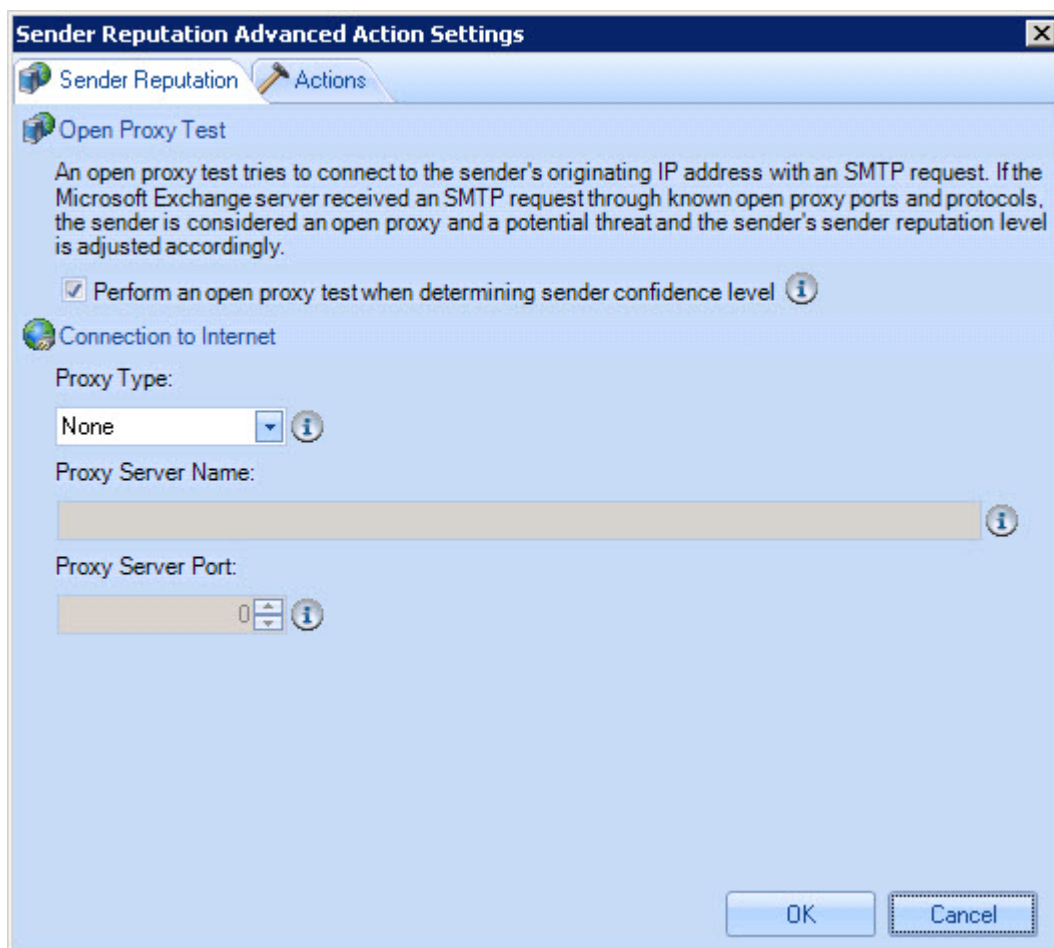 Sender Reputation Advanced Action Settings
Sender Reputation
Actions
Open Proxy Test
An open proxy test tries to connect to the sender's originating IP address with an SMTP request. If the
Microsoft Exchange server received an SMTP request through known open proxy ports and protocols,
the sender is considered an open proxy and a potential threat and the sender's sender reputation level
is adjusted accordingly.
Perform an open proxy test when determining sender confidence level
Connection to Internet
Proxy Type:
None
Proxy Server Name:
Proxy Server Port:
0
OK
Cancel